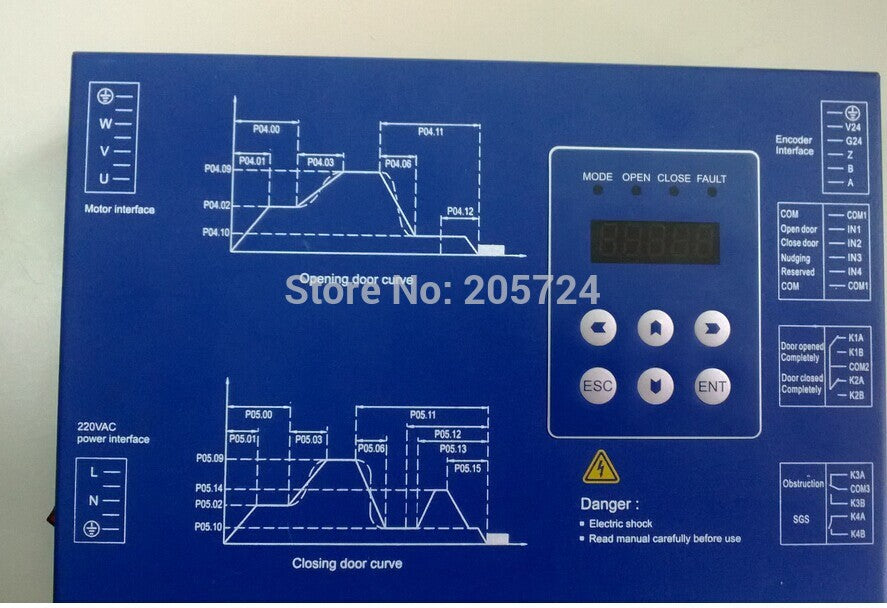 W
V
U
Motor interface
P04.00
P04.11
P04.01
P04.03
P04.06
P04.09
P04.12
P04.02
P04.10
Opening door curve
Store No: 205724
220VAC
power interface
L
N
P05.00
P05.11
P05.01
P05.03
P05.12
P05.06
P05.13
P05.09
P05.15
P05.14
P05.02
P05.10
Closing door curve
MODE OPEN CLOSE FAULT
ESC
ENT
Danger :
Electric shock
Read manual carefully before use
Encoder
Interface
V24
G24
Z
B
A
COM COM1
Open door IN1
Close door IN2
Nudging IN3
Reserved IN4
COM COM1
Door opened
Completely
K1A
K1B
COM2
Door closed
Completely
K2A
K2B
Obstruction
K3A
COM3
K3B
SGS
K4A
K4B